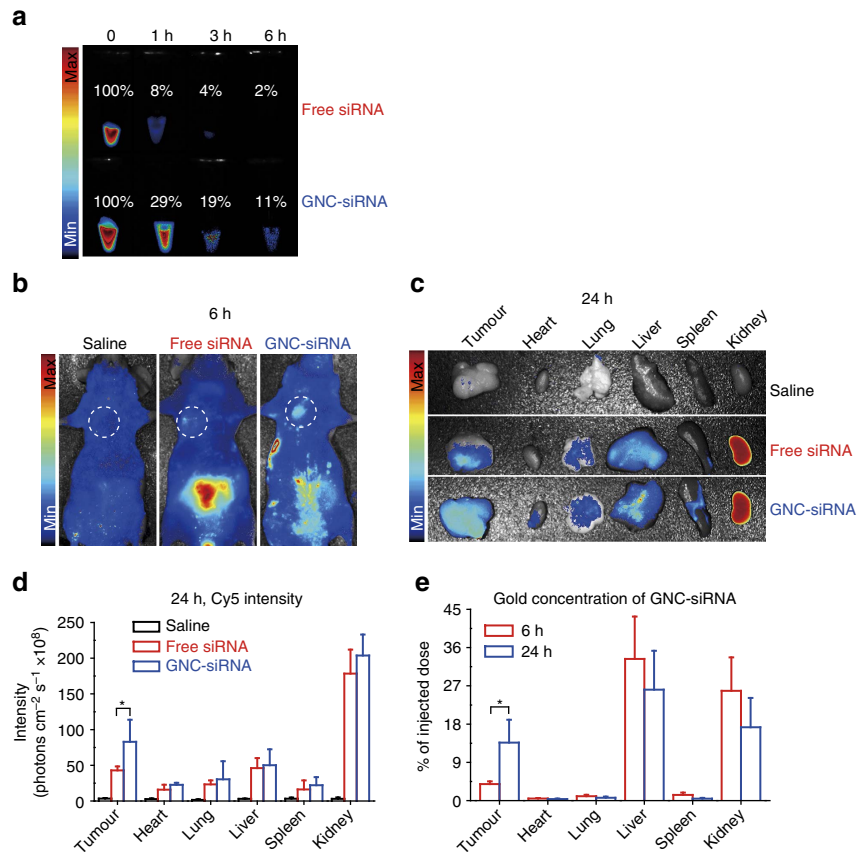 a
0 1 h 3 h 6 h
Max
100% 8% 4% 2%
Free siRNA
100% 29% 19% 11%
GNC-siRNA
Min
b
6 h
Saline Free siRNA GNC-siRNA
Max
Min
c
24 h
Tumour Heart Lung Liver Spleen Kidney
Max
Saline
Free siRNA
GNC-siRNA
Min
d
24 h, Cy5 intensity
Saline
Free siRNA
GNC-siRNA
Intensity
(photons cm⁻² s⁻¹ ×10⁸)
250
200
150
100
50
0
*
Tumour Heart Lung Liver Spleen Kidney
e
Gold concentration of GNC-siRNA
6 h
24 h
% of injected dose
45
36
27
18
9
0
*
Tumour Heart Lung Liver Spleen Kidney